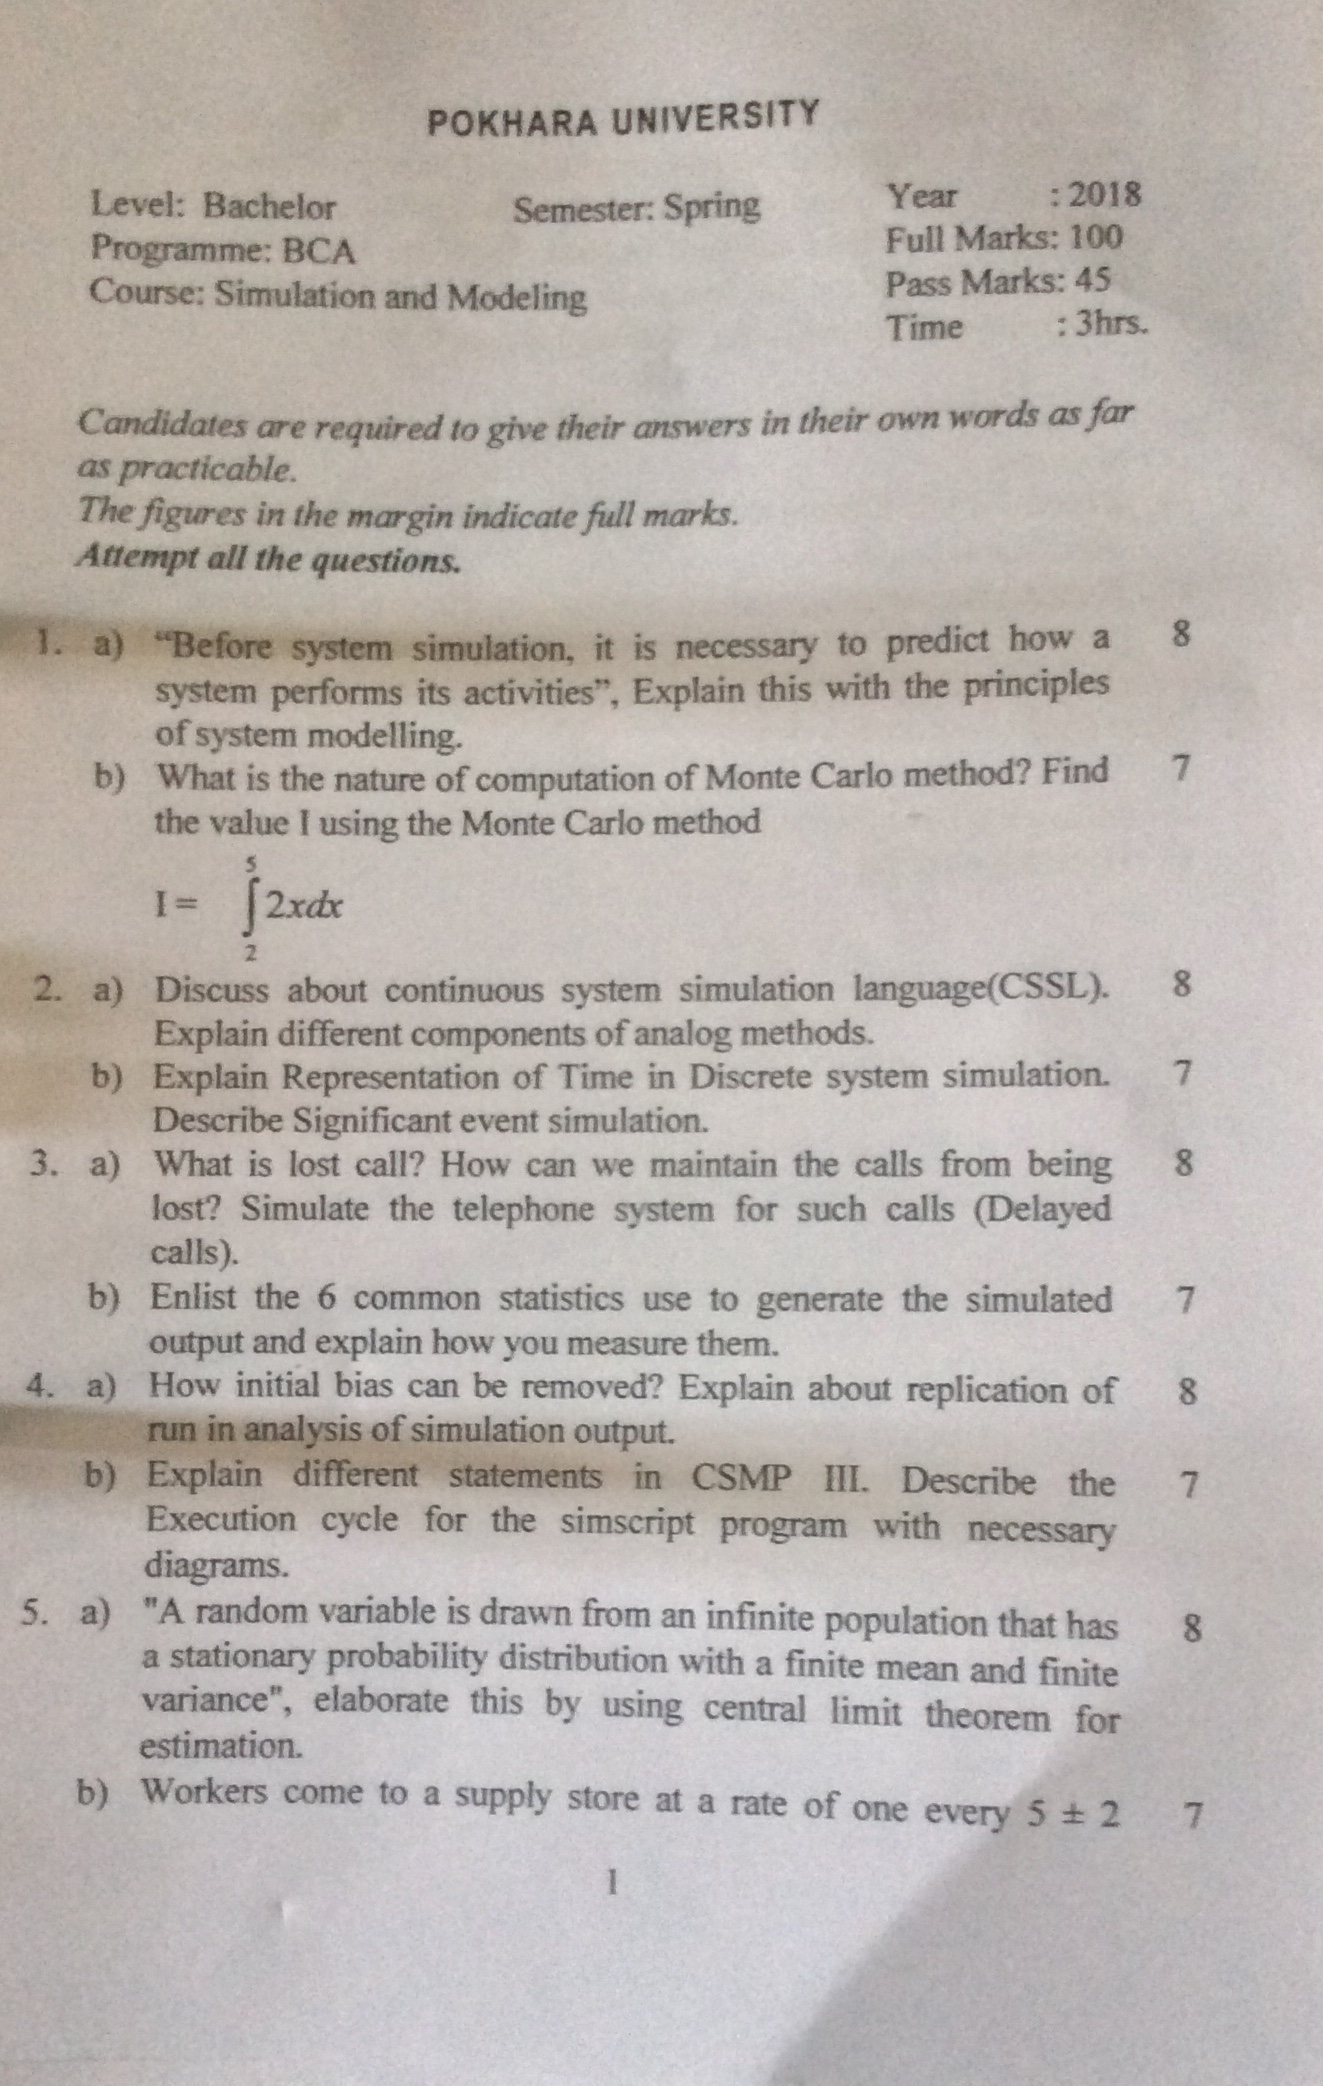 POKHARA UNIVERSITY
Level: Bachelor Semester: Spring Year : 2018
Programme: BCA Full Marks: 100
Course: Simulation and Modeling Pass Marks: 45
Time : 3hrs.
Candidates are required to give their answers in their own words as far
as practicable.
The figures in the margin indicate full marks.
Attempt all the questions.
1. a) “Before system simulation, it is necessary to predict how a 8
system performs its activities”, Explain this with the principles
of system modelling.
b) What is the nature of computation of Monte Carlo method? Find 7
the value I using the Monte Carlo method
5
I = ∫ 2xdx
2
2. a) Discuss about continuous system simulation language(CSSL). 8
Explain different components of analog methods.
b) Explain Representation of Time in Discrete system simulation. 7
Describe Significant event simulation.
3. a) What is lost call? How can we maintain the calls from being 8
lost? Simulate the telephone system for such calls (Delayed
calls).
b) Enlist the 6 common statistics use to generate the simulated 7
output and explain how you measure them.
4. a) How initial bias can be removed? Explain about replication of 8
run in analysis of simulation output.
b) Explain different statements in CSMP III. Describe the 7
Execution cycle for the simscript program with necessary
diagrams.
5. a) "A random variable is drawn from an infinite population that has 8
a stationary probability distribution with a finite mean and finite
variance", elaborate this by using central limit theorem for
estimation.
b) Workers come to a supply store at a rate of one every 5 ± 2 7
1